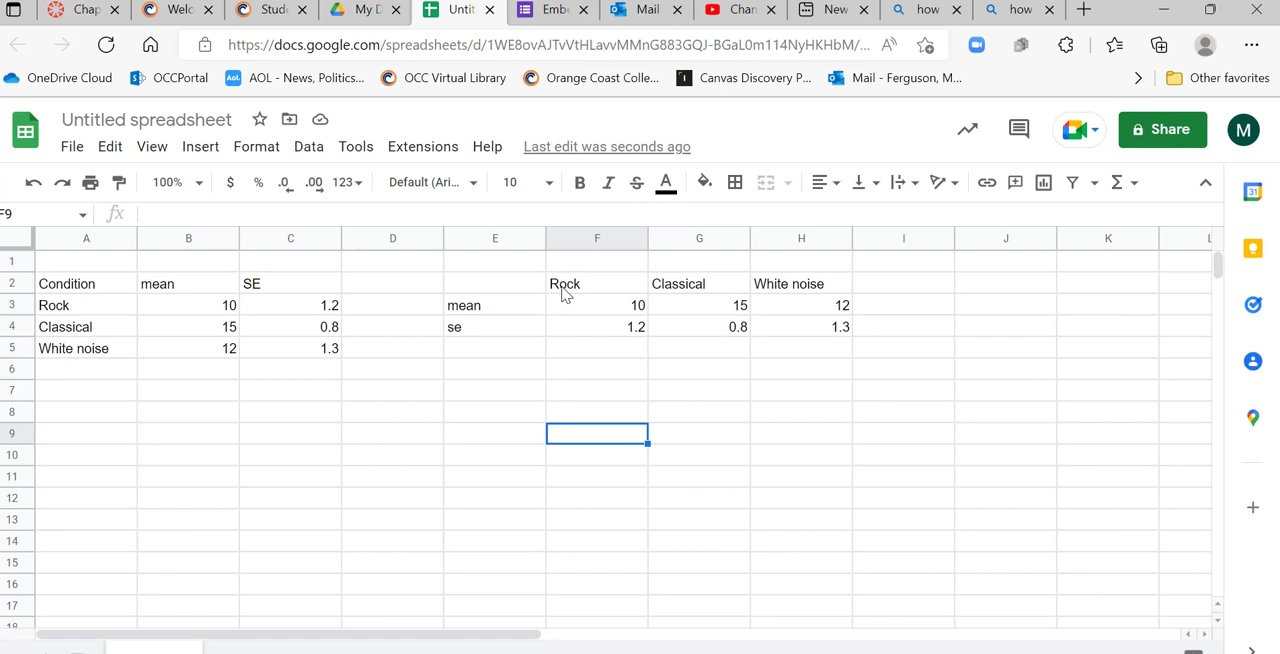 Chap
Welc
Stude
My D
Untit
Embe
Mail
Chan
New
how
how
https://docs.google.com/spreadsheets/d/1WE8ovAJTvVtHLavvMMnG883GQJ-BGaL0m114NyHKHbM/...
OneDrive Cloud OCCPortal AOL - News, Politics... OCC Virtual Library Orange Coast Colle... Canvas Discovery P... Mail - Ferguson, M... Other favorites
Untitled spreadsheet
File Edit View Insert Format Data Tools Extensions Help Last edit was seconds ago
Share
M
100% $ % .0 .00 123 Default (Ari... 10 B I S A Σ
31
F9 fx
A B C D E F G H I J K L
1
2 Condition mean SE Rock Classical White noise
3 Rock 10 1.2 mean 10 15 12
4 Classical 15 0.8 se 1.2 0.8 1.3
5 White noise 12 1.3
6
7
8
9
10
11
12
13
14
15
16
17
18